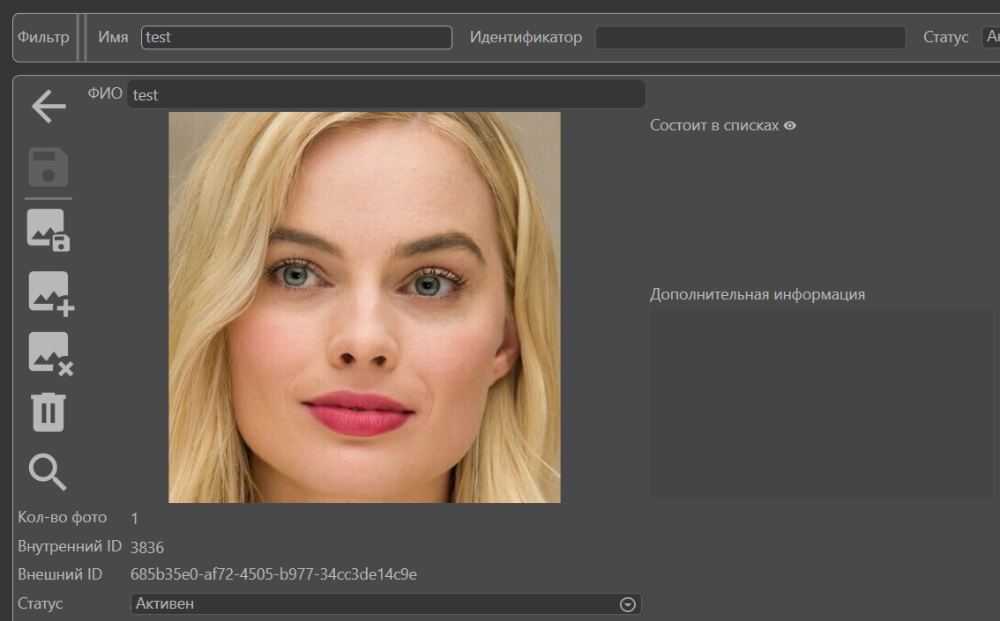 Фильтр Имя test Идентификатор Статус
ФИО test
Состоит в списках
Дополнительная информация
Кол-во фото 1
Внутренний ID 3836
Внешний ID 685b35e0-af72-4505-b977-34cc3de14c9e
Статус Активен